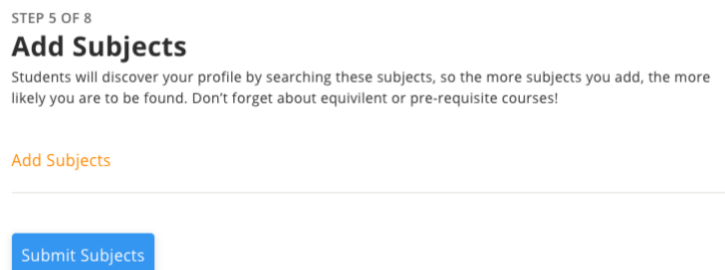 STEP 5 OF 8
Add Subjects
Students will discover your profile by searching these subjects, so the more subjects you add, the more
likely you are to be found. Don’t forget about equivilent or pre-requisite courses!
Add Subjects
Submit Subjects